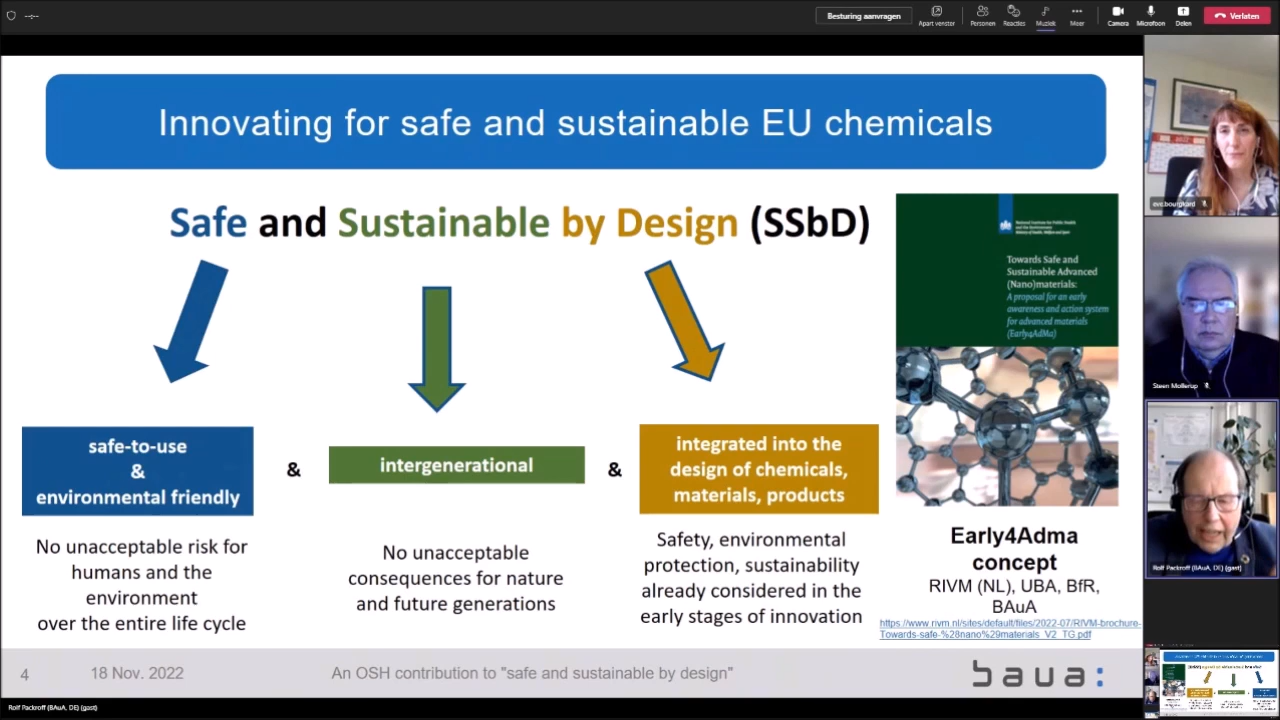 Besturing aanvragen
Apart venster
Personen
Reacties
Muziek
Meer
Camera
Microfoon
Delen
Verlaten
Innovating for safe and sustainable EU chemicals
Safe and Sustainable by Design (SSbD)
safe-to-use
&
environmental friendly
&
intergenerational
&
integrated into the
design of chemicals,
materials, products
No unacceptable risk for
humans and the
environment
over the entire life cycle
No unacceptable
consequences for nature
and future generations
Safety, environmental
protection, sustainability
already considered in the
early stages of innovation
National Institute for Public Health
and the Environment
Ministry of Health, Welfare and Sport
Towards Safe and
Sustainable Advanced
(Nano)materials:
A proposal for an early
awareness and action system
for advanced materials
(Early4AdMa)
Early4Adma
concept
RIVM (NL), UBA, BfR,
BAuA
https://www.rivm.nl/sites/default/files/2022-07/RIVM-brochure-
Towards-safe-%28nano%29materials_V2_TG.pdf
4
18 Nov. 2022
An OSH contribution to "safe and sustainable by design"
baua:
Steen Mollerup
Rolf Packroff (BAuA, DE) (gast)
Rolf Packroff (BAuA, DE) (gast)